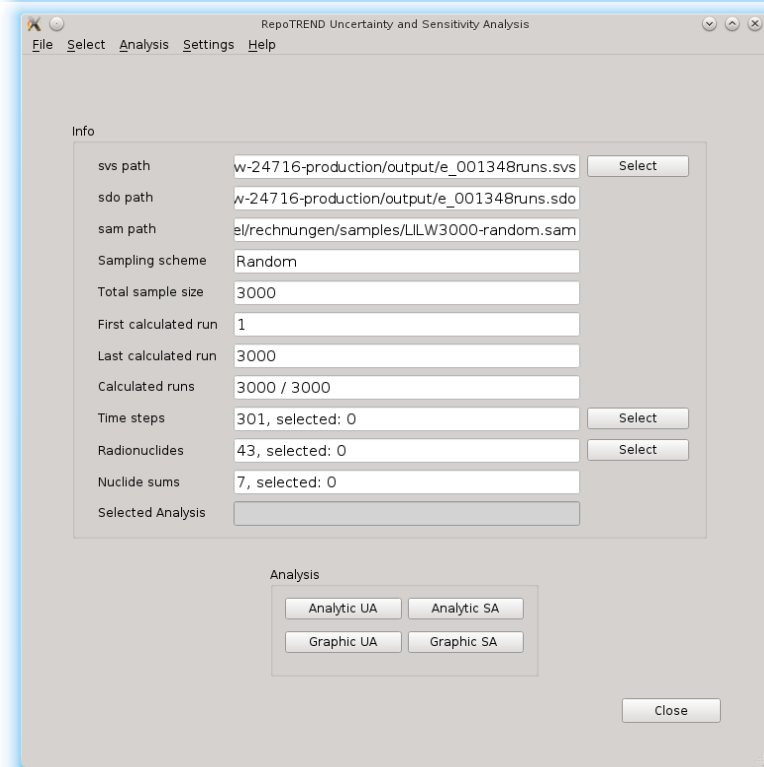 RepoTREND Uncertainty and Sensitivity Analysis
File Select Analysis Settings Help
Info
svs path w-24716-production/output/e_001348runs.svs Select
sdo path w-24716-production/output/e_001348runs.sdo
sam path el/rechnungen/samples/LILW3000-random.sam
Sampling scheme Random
Total sample size 3000
First calculated run 1
Last calculated run 3000
Calculated runs 3000 / 3000
Time steps 301, selected: 0 Select
Radionuclides 43, selected: 0 Select
Nuclide sums 7, selected: 0
Selected Analysis
Analysis
Analytic UA Analytic SA
Graphic UA Graphic SA
Close